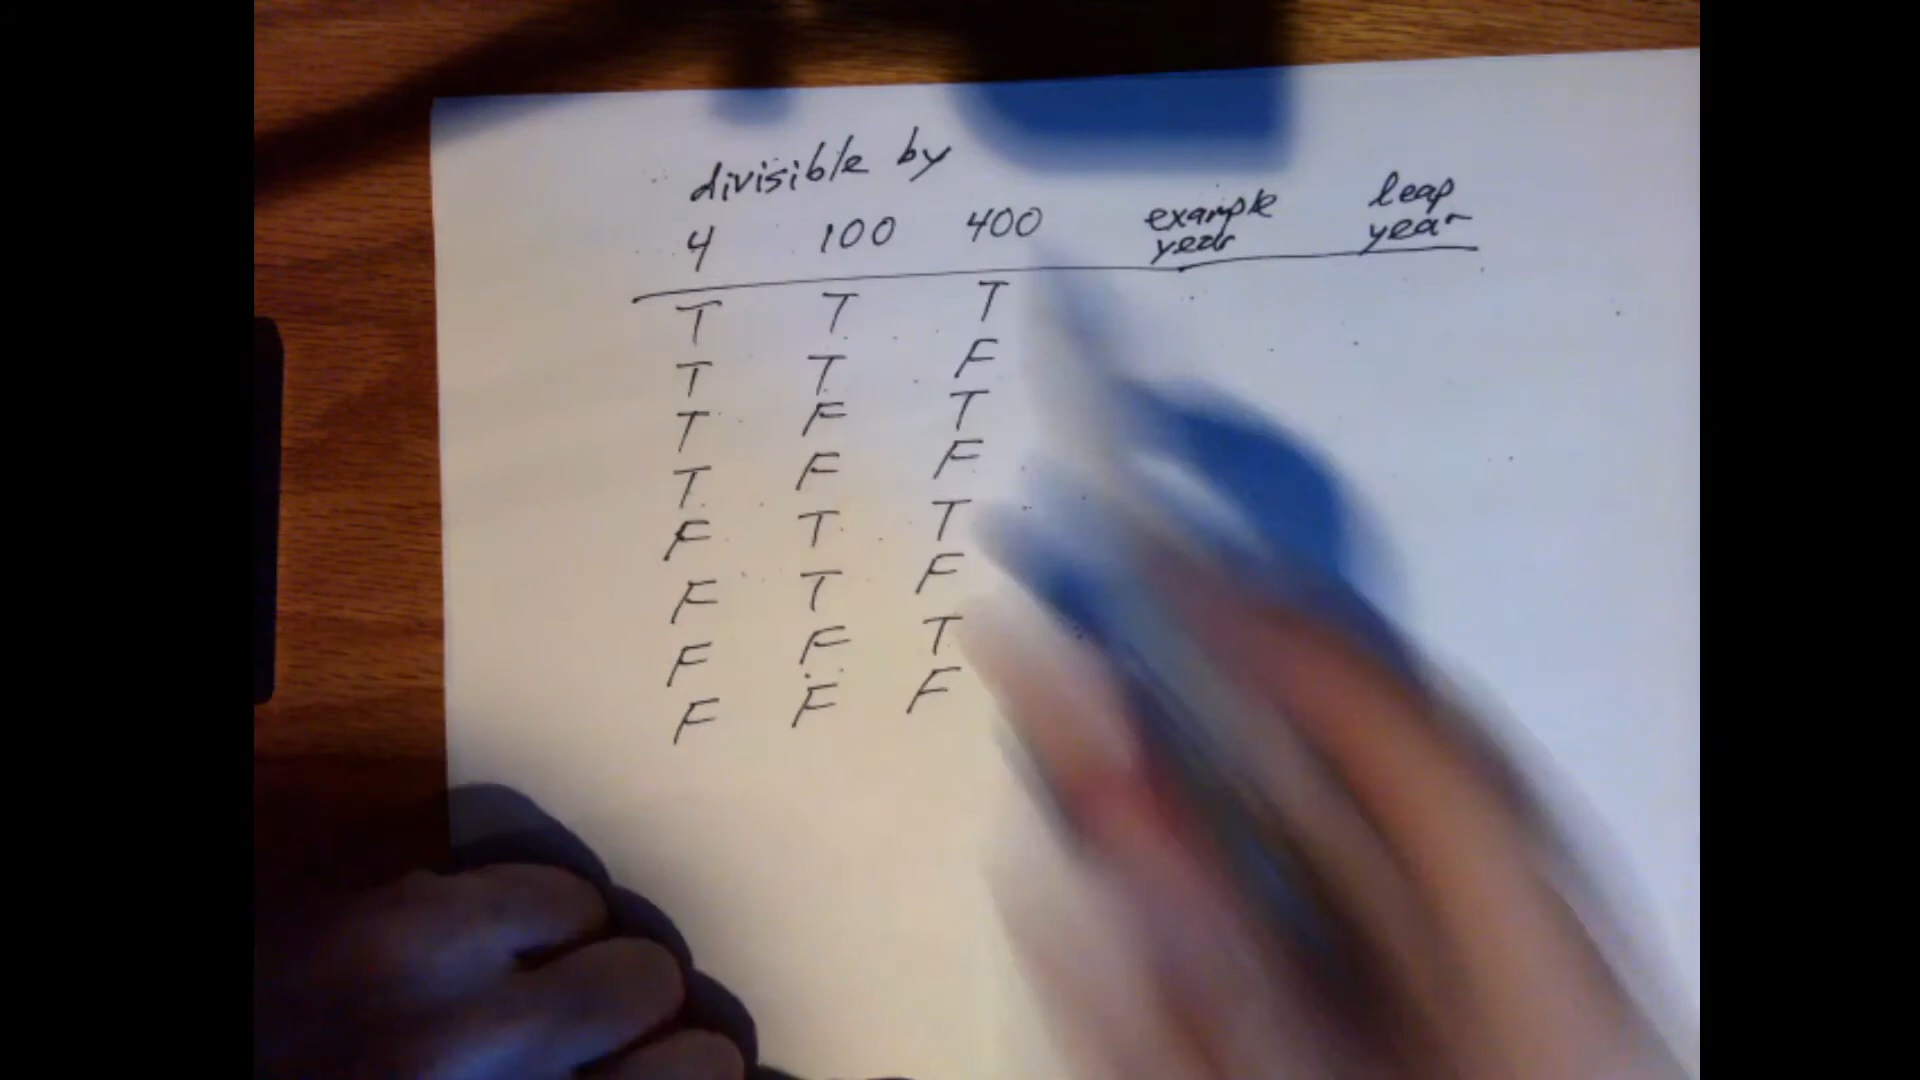 divisible by
4 100 400 example year leap year
T T T
T T F
T F T
T F F
F T T
F T F
F F T
F F F